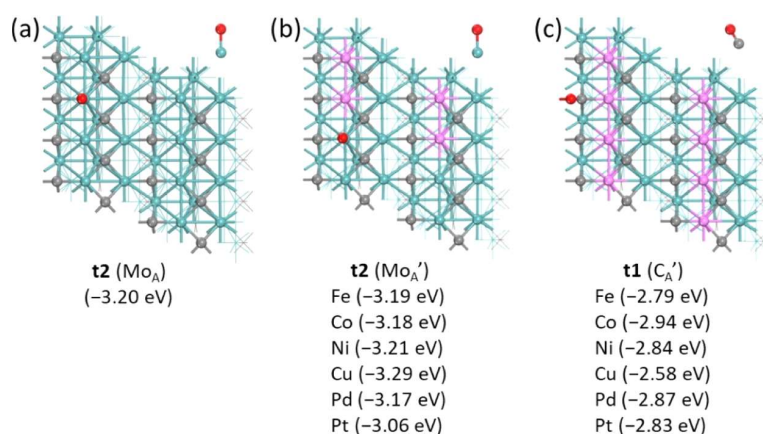 (a)
(b)
(c)
t2 (MoA)
(−3.20 eV)
t2 (MoA’)
Fe (−3.19 eV)
Co (−3.18 eV)
Ni (−3.21 eV)
Cu (−3.29 eV)
Pd (−3.17 eV)
Pt (−3.06 eV)
t1 (CA’)
Fe (−2.79 eV)
Co (−2.94 eV)
Ni (−2.84 eV)
Cu (−2.58 eV)
Pd (−2.87 eV)
Pt (−2.83 eV)